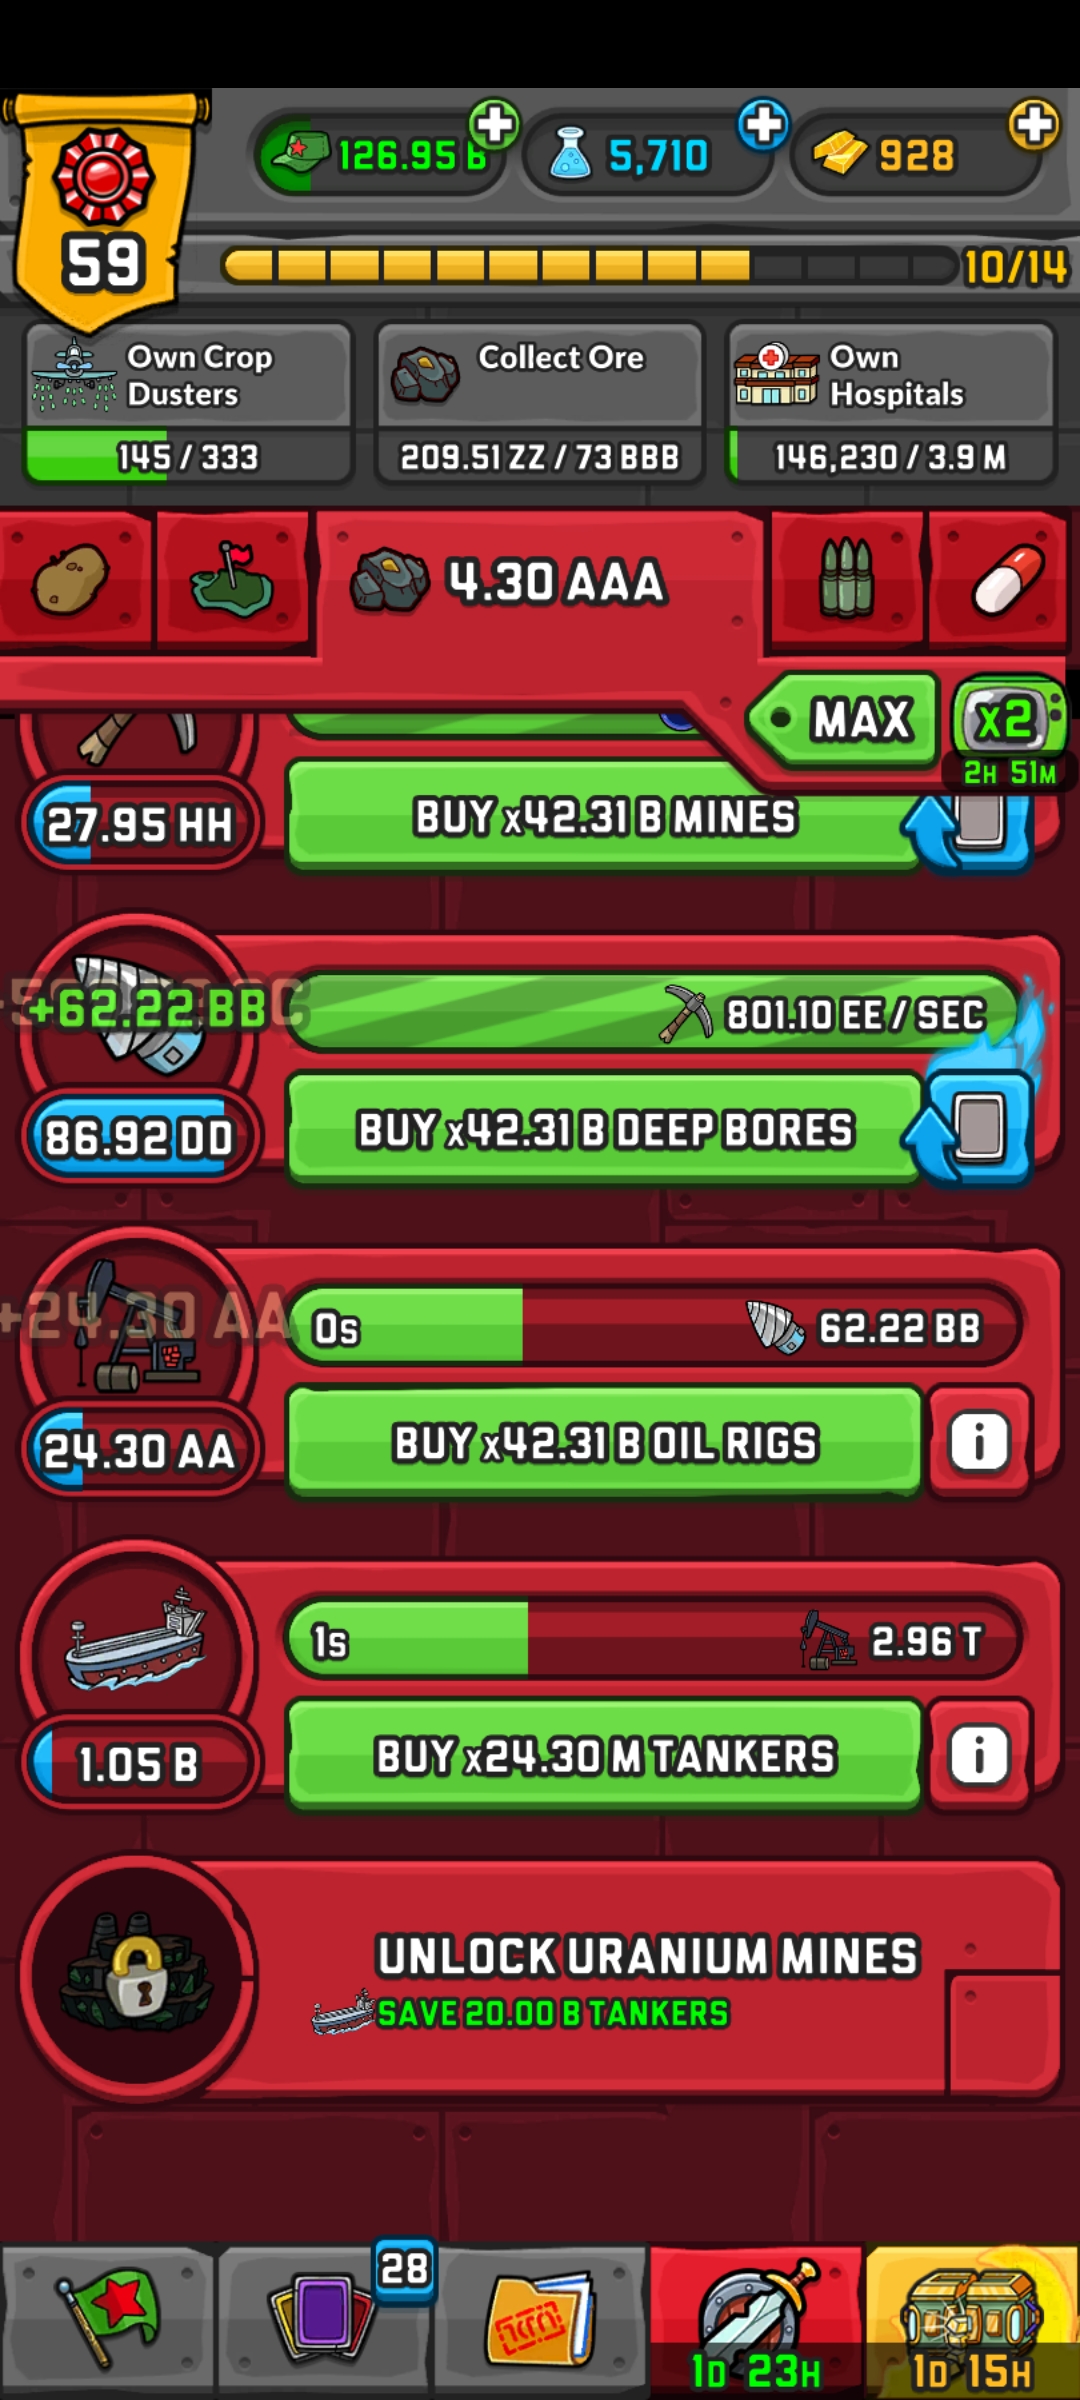 126.95 B
5,710
928
59
10/14
Own Crop
Dusters
145 / 333
Collect Ore
209.51 ZZ / 73 BBB
Own
Hospitals
146,230 / 3.9 M
4.30 AAA
MAX
x2
2H 51M
27.95 HH
BUY x42.31 B MINES
+62.22 BB
801.10 EE / SEC
86.92 DD
BUY x42.31 B DEEP BORES
+24.30 AA
0s
62.22 BB
24.30 AA
BUY x42.31 B OIL RIGS
i
1s
2.96 T
1.05 B
BUY x24.30 M TANKERS
i
UNLOCK URANIUM MINES
SAVE 20.00 B TANKERS
28
1D 23H
1D 15H